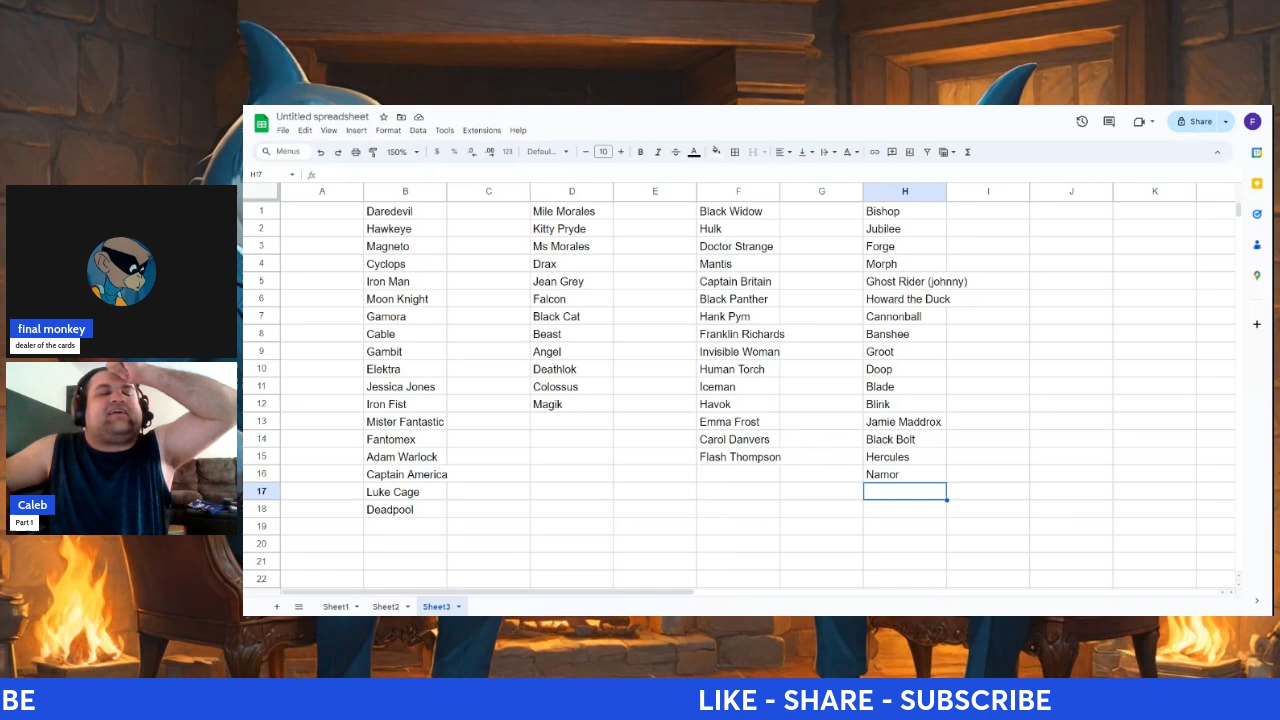 Untitled spreadsheet
File Edit View Insert Format Data Tools Extensions Help
Share
F
Menus 150% $ % .0 .00 123 Defaul... 10 B I A
H17 fx
A B C D E F G H I J K
1 Daredevil Mile Morales Black Widow Bishop
2 Hawkeye Kitty Pryde Hulk Jubilee
3 Magneto Ms Morales Doctor Strange Forge
4 Cyclops Drax Mantis Morph
5 Iron Man Jean Grey Captain Britain Ghost Rider (johnny)
6 Moon Knight Falcon Black Panther Howard the Duck
7 Gamora Black Cat Hank Pym Cannonball
8 Cable Beast Franklin Richards Banshee
9 Gambit Angel Invisible Woman Groot
10 Elektra Deathlok Human Torch Doop
11 Jessica Jones Colossus Iceman Blade
12 Iron Fist Magik Havok Blink
13 Mister Fantastic Emma Frost Jamie Maddrox
14 Fantomex Carol Danvers Black Bolt
15 Adam Warlock Flash Thompson Hercules
16 Captain America Namor
17 Luke Cage
18 Deadpool
19
20
21
22
Sheet1 Sheet2 Sheet3
final monkey
dealer of the cards
Caleb
Part 1
BE LIKE - SHARE - SUBSCRIBE